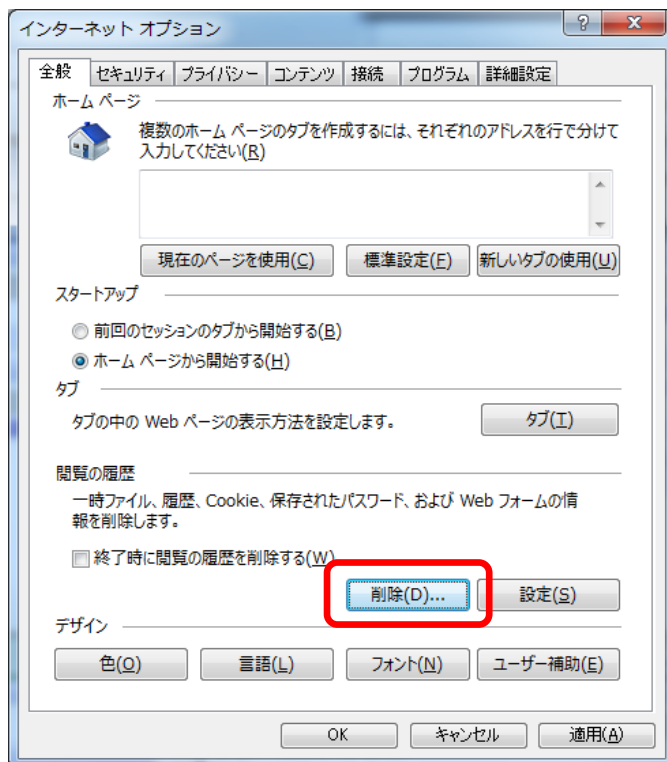 インターネット オプション
全般 セキュリティ プライバシー コンテンツ 接続 プログラム 詳細設定
ホーム ページ
複数のホーム ページのタブを作成するには、それぞれのアドレスを行で分けて
入力してください(R)
現在のページを使用(C) 標準設定(F) 新しいタブの使用(U)
スタートアップ
前回のセッションのタブから開始する(B)
ホーム ページから開始する(H)
タブ
タブの中の Web ページの表示方法を設定します。 タブ(T)
閲覧の履歴
一時ファイル、履歴、Cookie、保存されたパスワード、および Web フォームの情
報を削除します。
終了時に閲覧の履歴を削除する(W)
削除(D)... 設定(S)
デザイン
色(O) 言語(L) フォント(N) ユーザー補助(E)
OK キャンセル 適用(A)